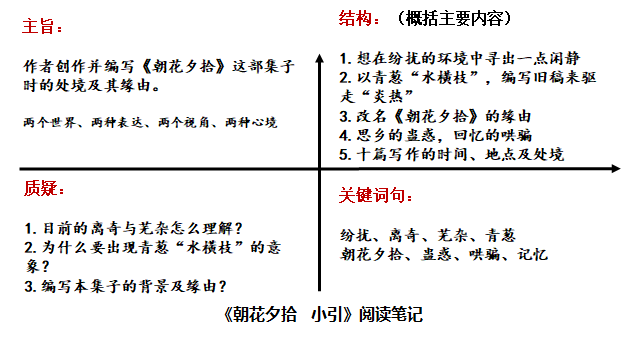 主旨：
作者创作并编写《朝花夕拾》这部集子
时的处境及其缘由。
两个世界、两种表达、两个视角、两种心境
结构：（概括主要内容）
1.想在纷扰的环境中寻出一点闲静
2.以青葱“水横枝”，编写旧稿来驱
走“炎热”
3.改名《朝花夕拾》的缘由
4.思乡的蛊惑，回忆的哄骗
5.十篇写作的时间、地点及处境
质疑：
1.目前的离奇与芜杂怎么理解？
2.为什么要出现青葱“水横枝”的意
象？
3.编写本集子的背景及缘由？
关键词句：
纷扰、离奇、芜杂、青葱
朝花夕拾、蛊惑、哄骗、记忆
《朝花夕拾 小引》阅读笔记